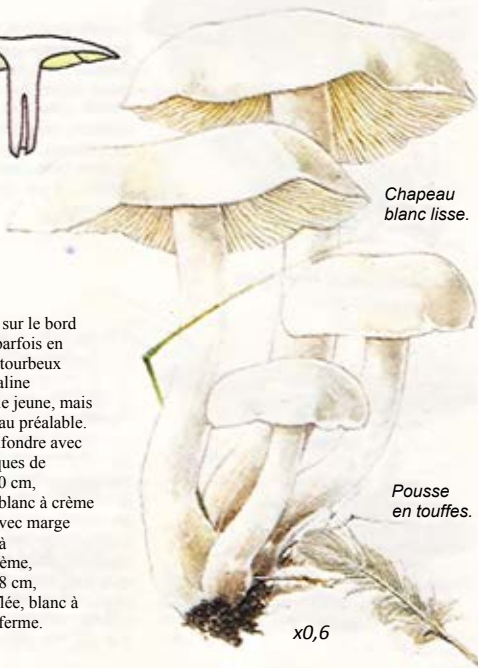 Chapeau
blanc lisse.
sur le bord
parfois en
tourbeux
aline
e jeune, mais
au préalable.
fondre avec
ques de
0 cm,
blanc à crème
vec marge
à
ème,
8 cm,
lée, blanc à
ferme.
Pousse
en touffes.
x0,6